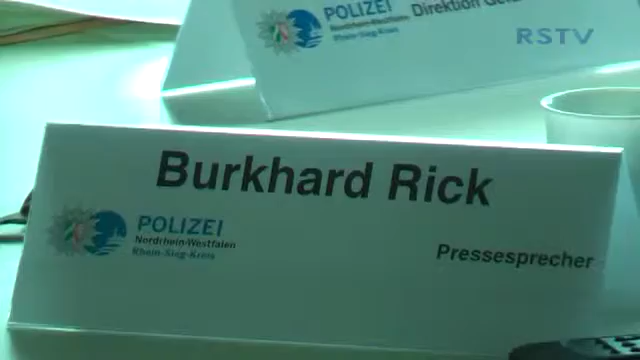 POLIZEI
Nordrhein-Westfalen
Rhein-Sieg-Kreis
Direktion
RSTV
Burkhard Rick
POLIZEI
Nordrhein-Westfalen
Rhein-Sieg-Kreis
Pressesprecher